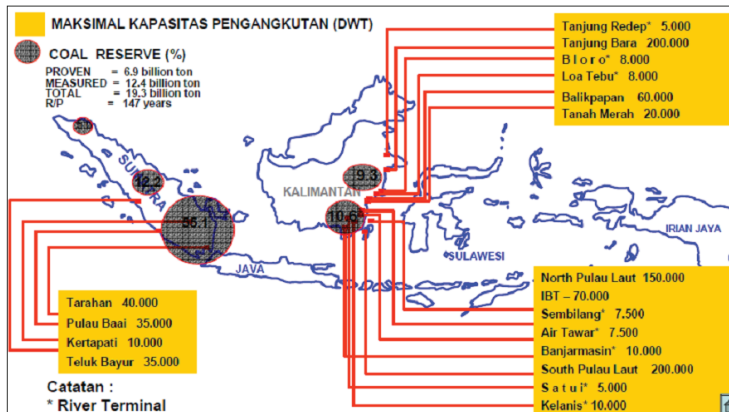 MAKSIMAL KAPASITAS PENGANGKUTAN (DWT)
COAL RESERVE (%)
PROVEN = 6.9 billion ton
MEASURED = 12.4 billion ton
TOTAL = 19.3 billion ton
R/P = 147 years
Tanjung Redep* 5.000
Tanjung Bara 200.000
B l o r o* 8.000
Loa Tebu* 8.000
Balikpapan 60.000
Tanah Merah 20.000
SUMATERA
12.2
56.1
9.3
KALIMANTAN
10.6
IRIAN JAYA
SULAWESI
JAVA
Tarahan 40.000
Pulau Baai 35.000
Kertapati 10.000
Teluk Bayur 35.000
North Pulau Laut 150.000
IBT – 70.000
Sembilang* 7.500
Air Tawar* 7.500
Banjarmasin* 10.000
South Pulau Laut 200.000
S a t u i* 5.000
Kelanis* 10.000
Catatan :
* River Terminal